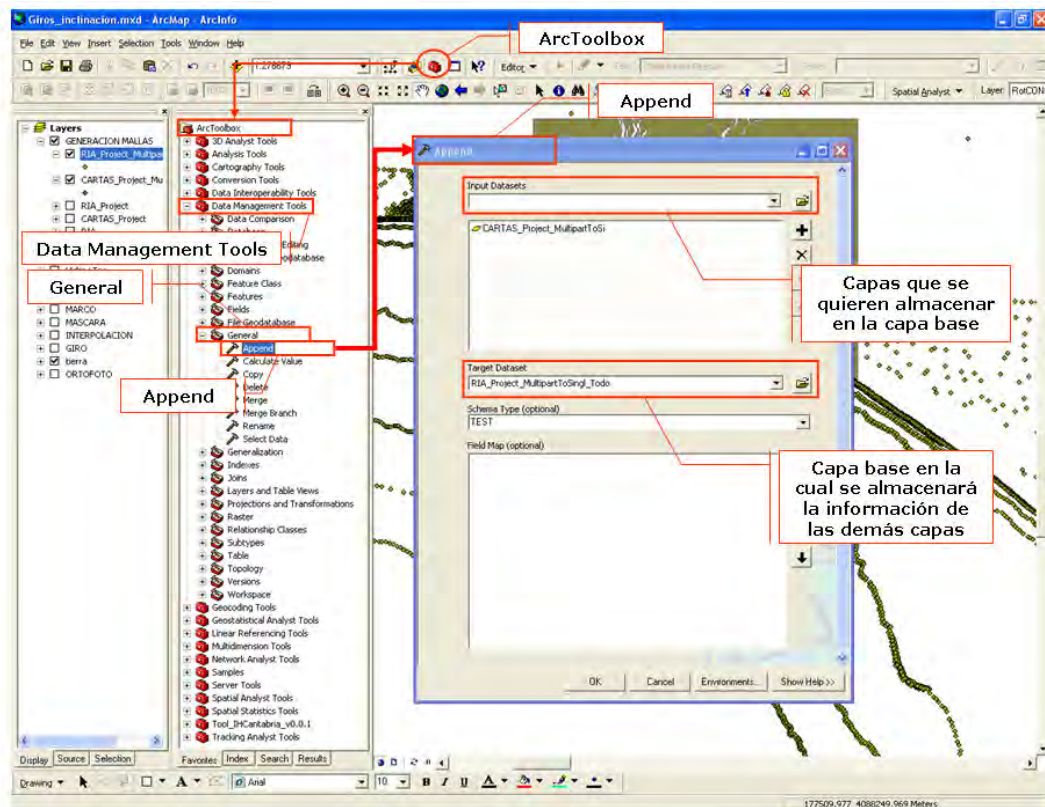 Giros_inclinacion.mxd - ArcMap - ArcInfo
File Edit View Insert Selection Tools Window Help
ArcToolbox
1:278673
Editor
Append
Spatial Analyst
Layer: RotCON
Layers
GENERACION MALLAS
RIA_Project_Multipar
CARTAS_Project_Mu
RIA_Project
CARTAS_Project
MARCO
MASCARA
INTERPOLACION
GIRO
tierra
ORTOFOTO
Display Source Selection
ArcToolbox
3D Analyst Tools
Analysis Tools
Cartography Tools
Conversion Tools
Data Interoperability Tools
Data Management Tools
Data Comparison
Data Management Tools
Domains
General
Feature Class
Features
Fields
File Geodatabase
General
Append
Calculate Value
Copy
Delete
Append
Merge
Merge Branch
Rename
Select Data
Generalization
Indexes
Joins
Layers and Table Views
Projections and Transformations
Raster
Relationship Classes
Subtypes
Table
Topology
Versions
Workspace
Geocoding Tools
Geostatistical Analyst Tools
Linear Referencing Tools
Multidimension Tools
Network Analyst Tools
Samples
Server Tools
Spatial Analyst Tools
Spatial Statistics Tools
Tool_IHCantabria_v0.0.1
Tracking Analyst Tools
Favorites Index Search Results
Append
Input Datasets
CARTAS_Project_MultipartToSi
Capas que se
quieren almacenar
en la capa base
Target Dataset
RIA_Project_MultipartToSingl_Todo
Schema Type (optional)
TEST
Field Map (optional)
Capa base en la
cual se almacenará
la información de
las demás capas
OK Cancel Environments... Show Help >>
Drawing
A
Arial
10
B I U A
177509,977 4088249,969 Meters